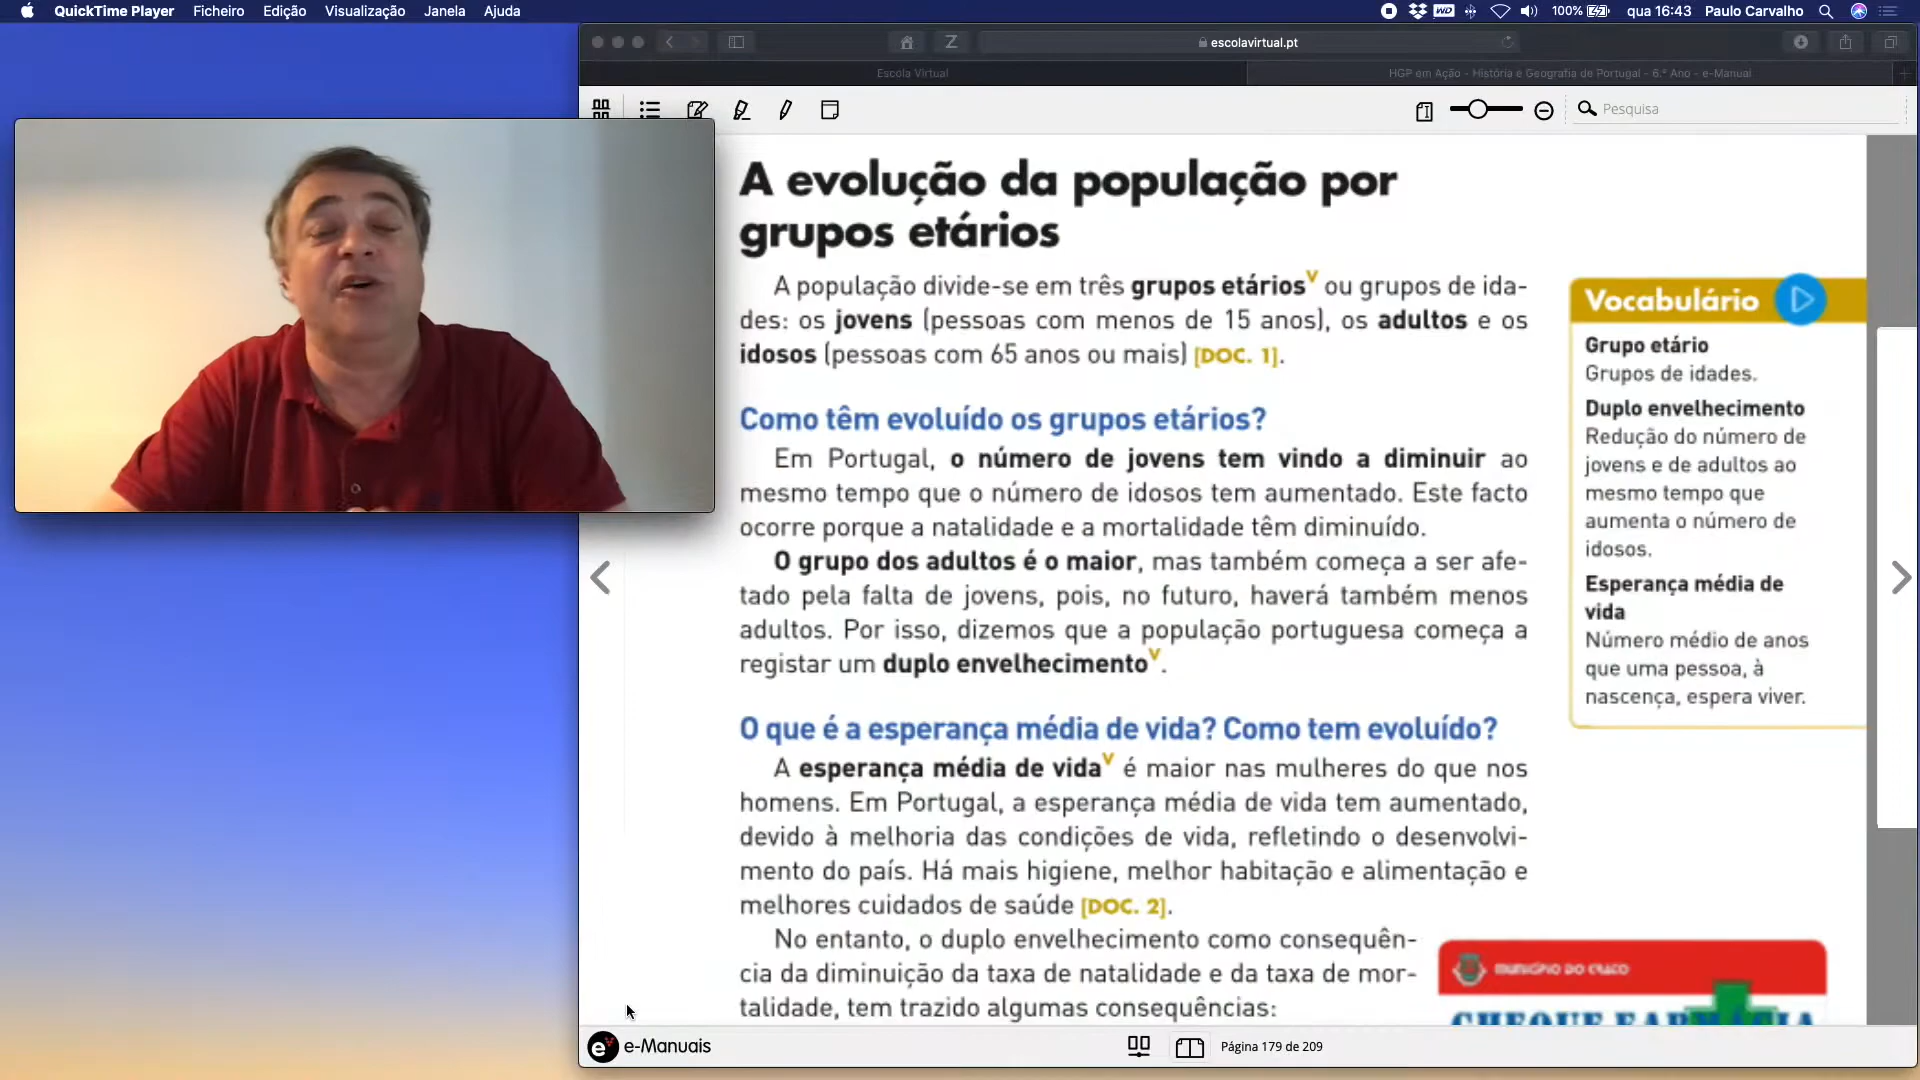 QuickTime Player Ficheiro Edição Visualização Janela Ajuda
WD 100% qua 16:43 Paulo Carvalho
Z escolavirtual.pt
Escola Virtual
HGP em Ação - História e Geografia de Portugal - 6.º Ano - e-Manual
Pesquisa
A evolução da população por
grupos etários
A população divide-se em três grupos etáriosV ou grupos de ida-
des: os jovens (pessoas com menos de 15 anos), os adultos e os
idosos (pessoas com 65 anos ou mais) [DOC. 1].
Como têm evoluído os grupos etários?
Em Portugal, o número de jovens tem vindo a diminuir ao
mesmo tempo que o número de idosos tem aumentado. Este facto
ocorre porque a natalidade e a mortalidade têm diminuído.
O grupo dos adultos é o maior, mas também começa a ser afe-
tado pela falta de jovens, pois, no futuro, haverá também menos
adultos. Por isso, dizemos que a população portuguesa começa a
registar um duplo envelhecimentoV.
O que é a esperança média de vida? Como tem evoluído?
A esperança média de vidaV é maior nas mulheres do que nos
homens. Em Portugal, a esperança média de vida tem aumentado,
devido à melhoria das condições de vida, refletindo o desenvolvi-
mento do país. Há mais higiene, melhor habitação e alimentação e
melhores cuidados de saúde [DOC. 2].
No entanto, o duplo envelhecimento como consequên-
cia da diminuição da taxa de natalidade e da taxa de mor-
talidade, tem trazido algumas consequências:
Vocabulário
Grupo etário
Grupos de idades.
Duplo envelhecimento
Redução do número de
jovens e de adultos ao
mesmo tempo que
aumenta o número de
idosos.
Esperança média de
vida
Número médio de anos
que uma pessoa, à
nascença, espera viver.
MUNICÍPIO DO
CHEQUE FARMÁCIA
e e-Manuais
Página 179 de 209